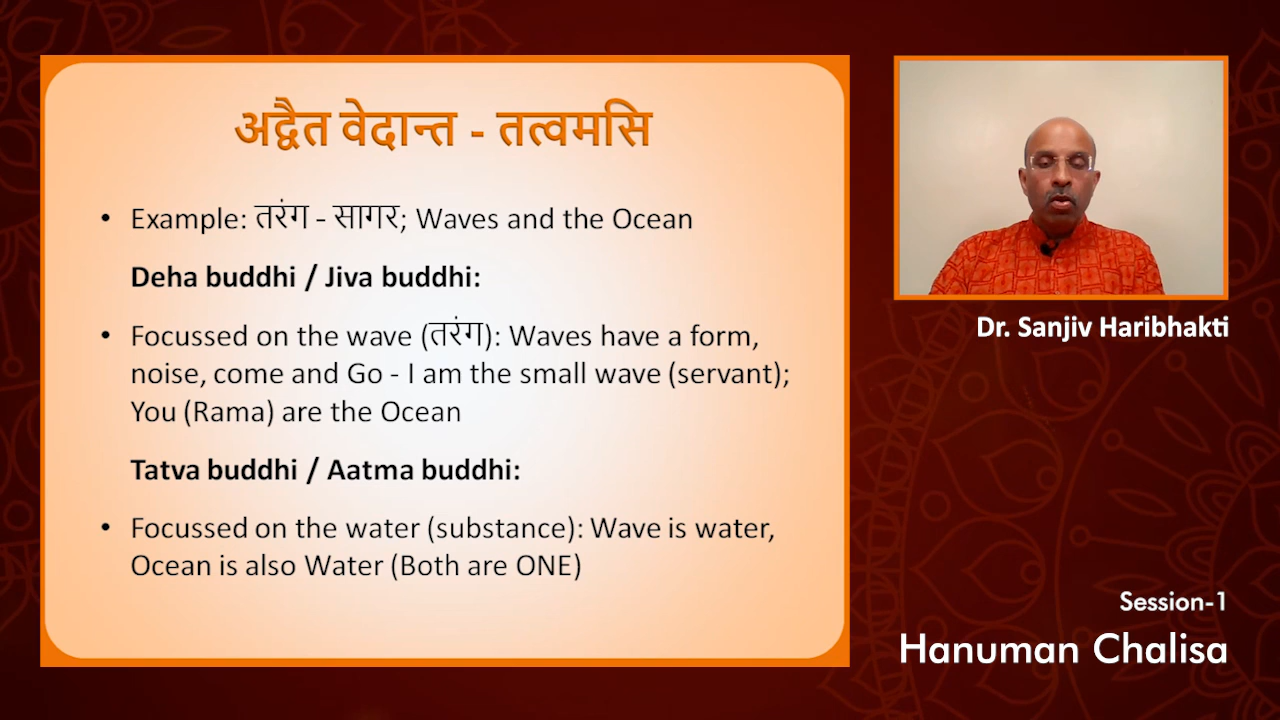 अद्वैत वेदान्त - तत्वमसि
• Example: तरंग - सागर; Waves and the Ocean
Deha buddhi / Jiva buddhi:
• Focussed on the wave (तरंग): Waves have a form,
noise, come and Go - I am the small wave (servant);
You (Rama) are the Ocean
Tatva buddhi / Aatma buddhi:
• Focussed on the water (substance): Wave is water,
Ocean is also Water (Both are ONE)
Dr. Sanjiv Haribhakti
Session-1
Hanuman Chalisa